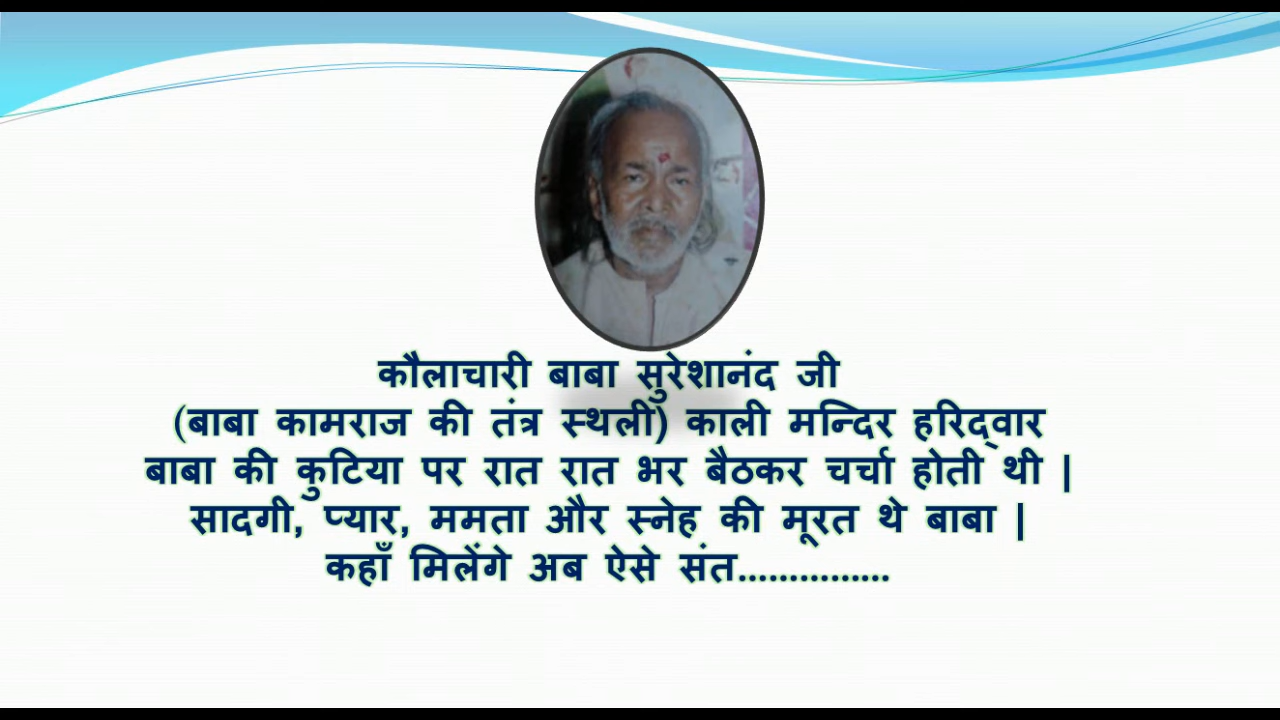 कौलाचारी बाबा सुरेशानंद जी
(बाबा कामराज की तंत्र स्थली) काली मन्दिर हरिद्वार
बाबा की कुटिया पर रात रात भर बैठकर चर्चा होती थी |
सादगी, प्यार, ममता और स्नेह की मूरत थे बाबा |
कहाँ मिलेंगे अब ऐसे संत...............